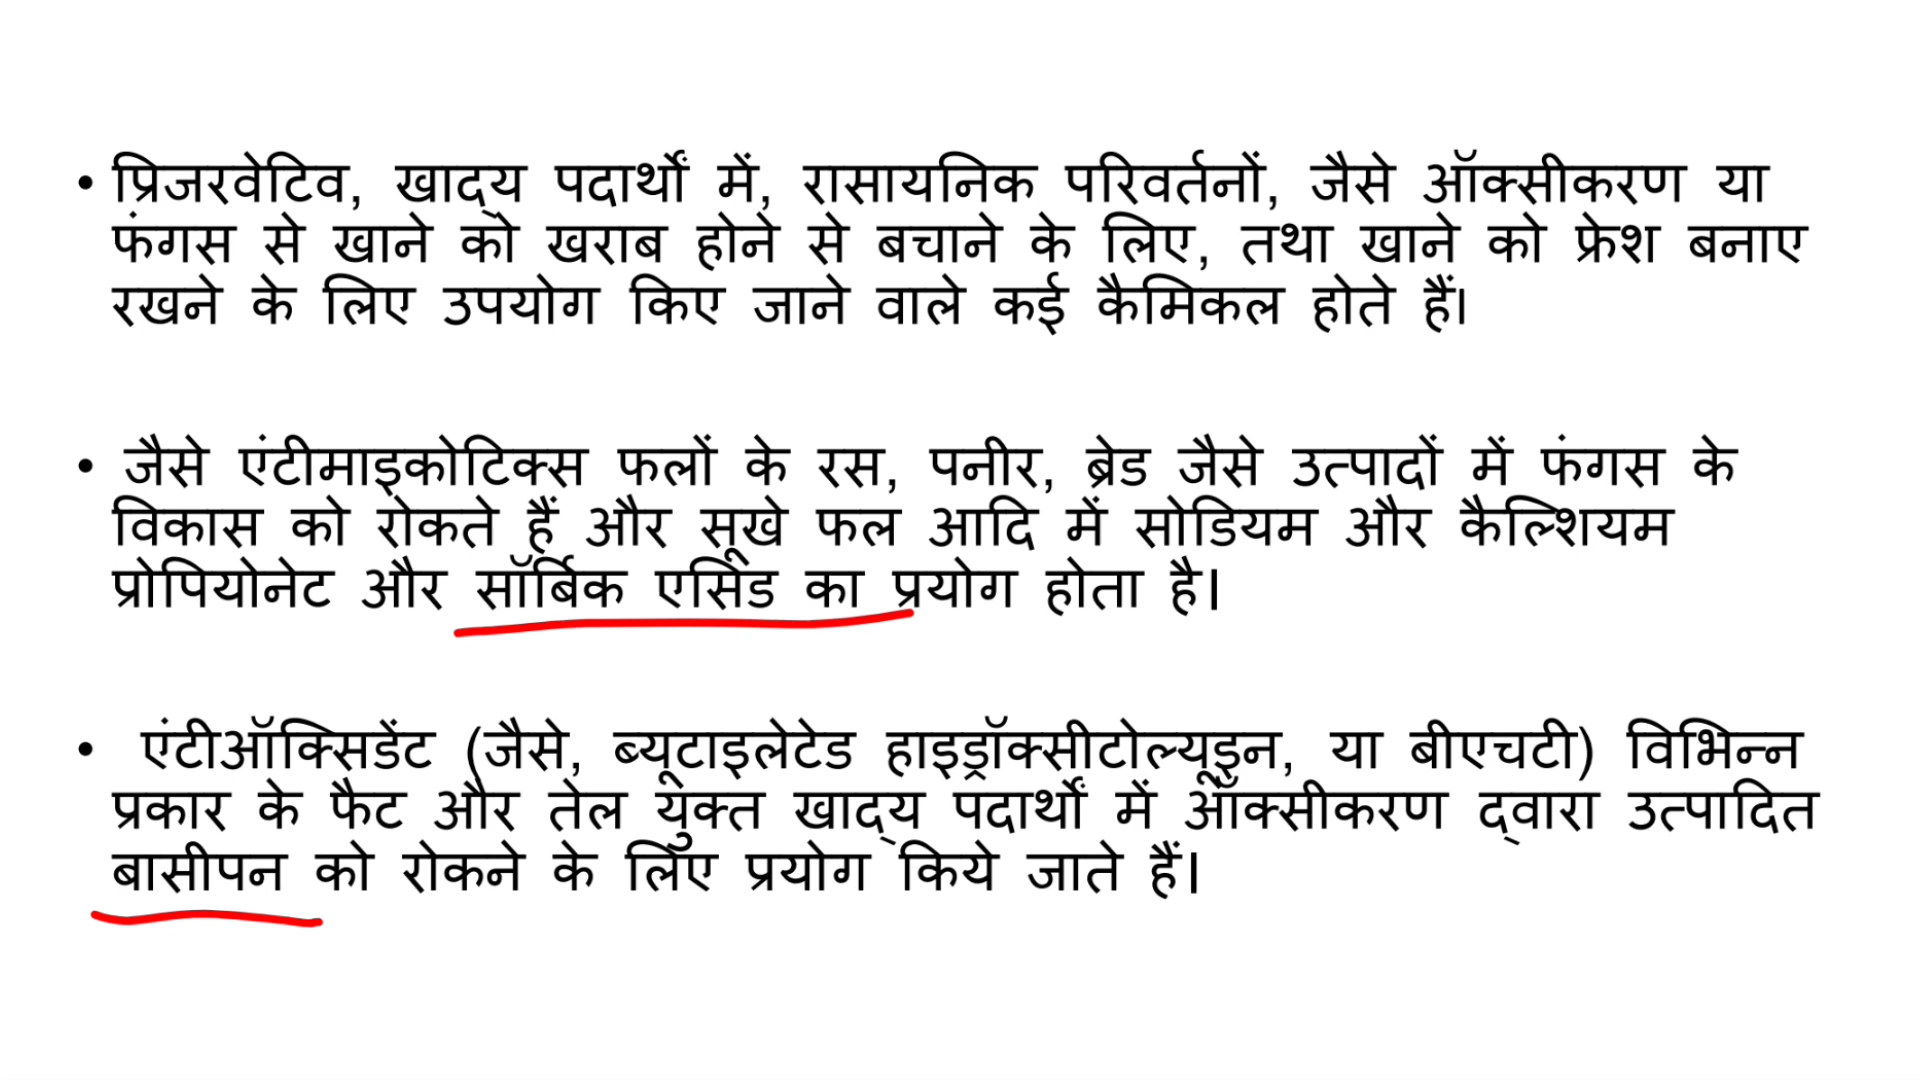 • प्रिजरवेटिव, खाद्य पदार्थों में, रासायनिक परिवर्तनों, जैसे ऑक्सीकरण या
फंगस से खाने को खराब होने से बचाने के लिए, तथा खाने को फ्रेश बनाए
रखने के लिए उपयोग किए जाने वाले कई कैमिकल होते हैं।
• जैसे एंटीमाइकोटिक्स फलों के रस, पनीर, ब्रेड जैसे उत्पादों में फंगस के
विकास को रोकते हैं और सूखे फल आदि में सोडियम और कैल्शियम
प्रोपियोनेट और सॉर्बिक एसिड का प्रयोग होता है।
• एंटीऑक्सिडेंट (जैसे, ब्यूटाइलेटेड हाइड्रॉक्सीटोल्यूइन, या बीएचटी) विभिन्न
प्रकार के फैट और तेल युक्त खाद्य पदार्थों में ऑक्सीकरण द्वारा उत्पादित
बासीपन को रोकने के लिए प्रयोग किये जाते हैं।